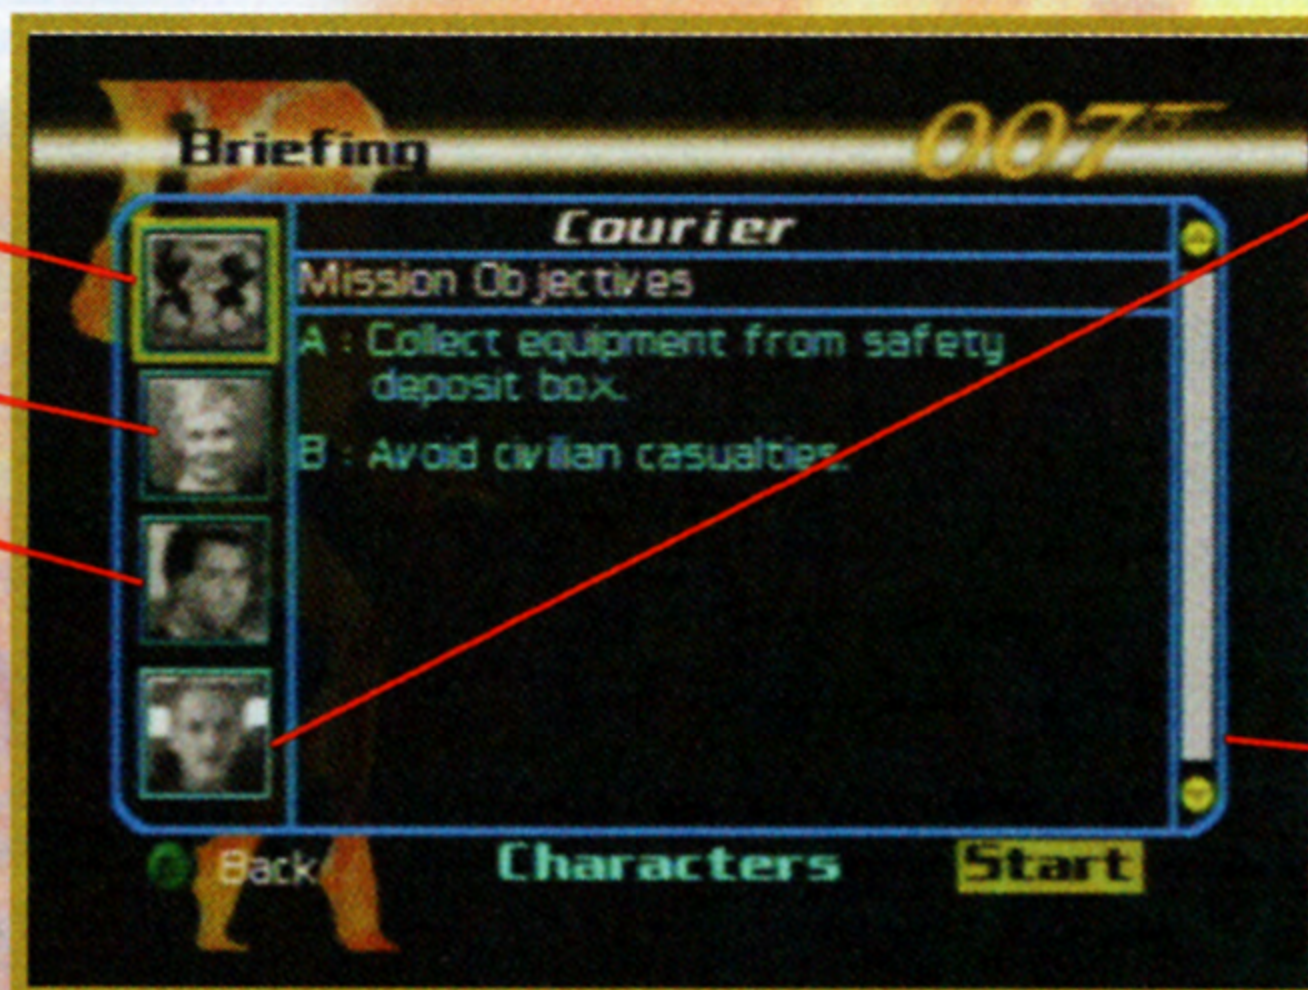 Briefing
007
Courier
Mission Objectives
A : Collect equipment from safety
deposit box.
B : Avoid civilian casualties.
Back
Characters
Start